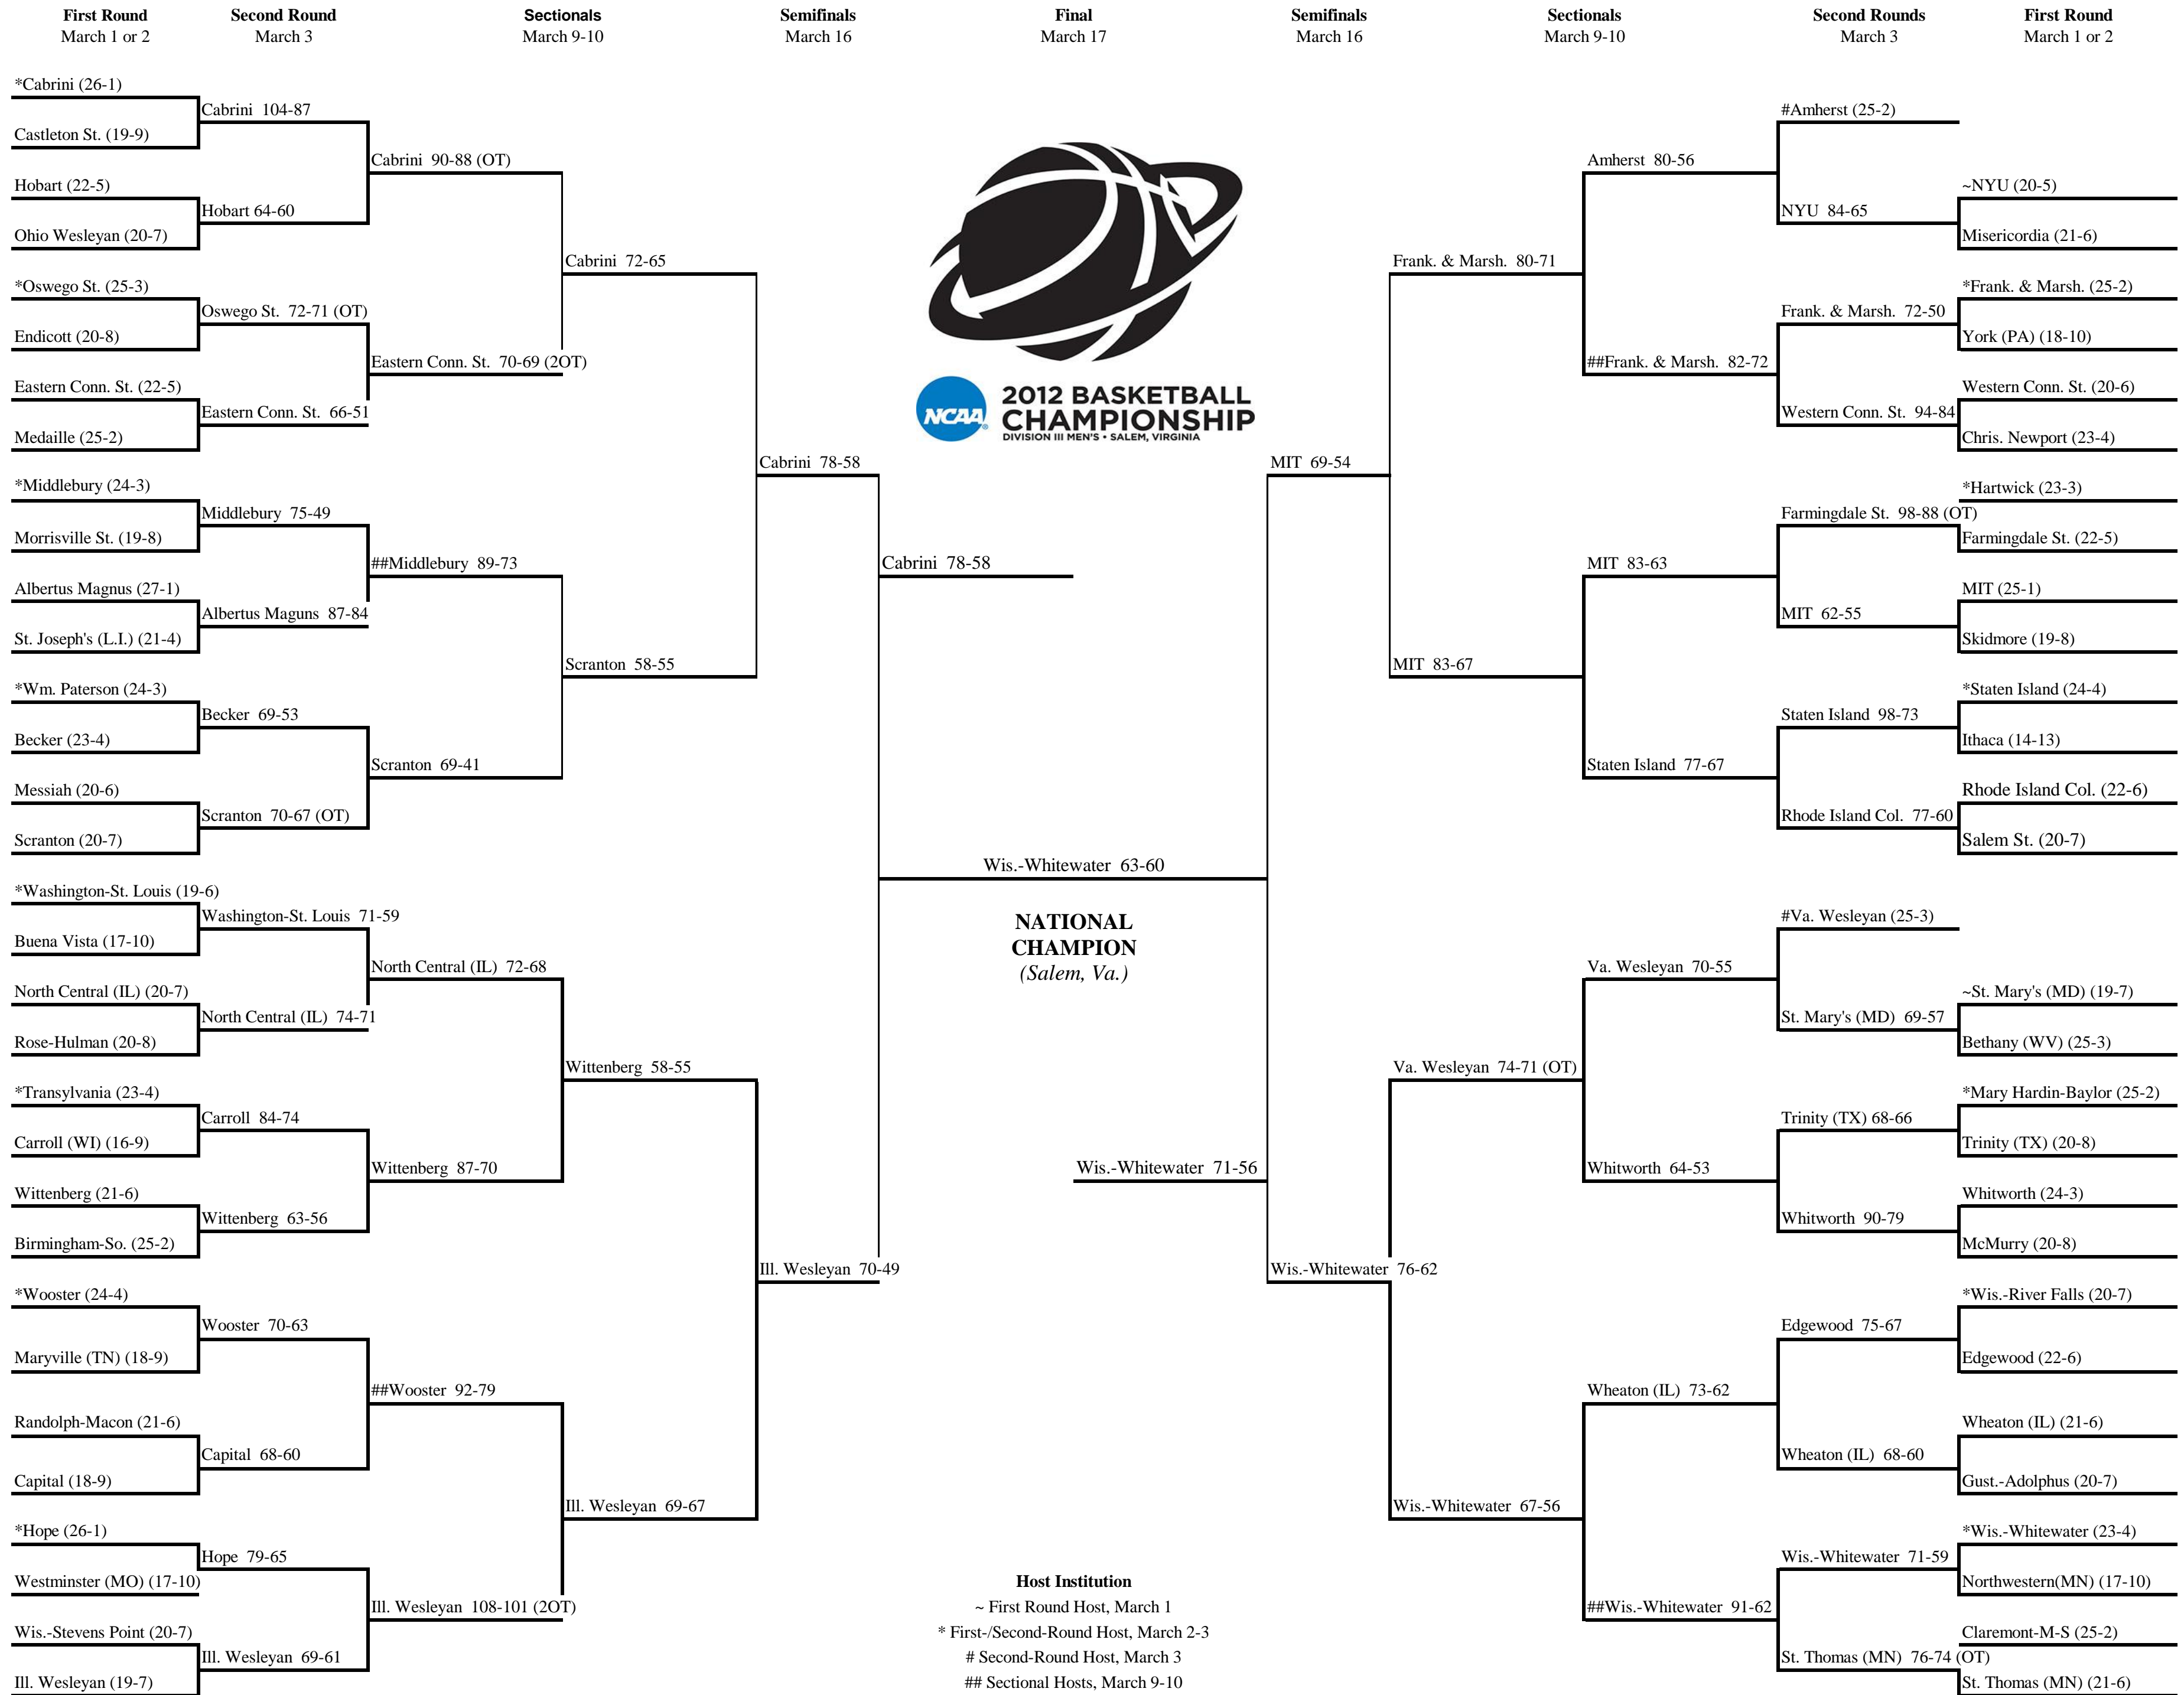 First Round
March 1 or 2
Second Round
March 3
Sectionals
March 9-10
Semifinals
March 16
Final
March 17
Semifinals
March 16
Sectionals
March 9-10
Second Rounds
March 3
First Round
March 1 or 2
*Cabrini (26-1)
Castleton St. (19-9)
Hobart (22-5)
Ohio Wesleyan (20-7)
*Oswego St. (25-3)
Endicott (20-8)
Eastern Conn. St. (22-5)
Medaille (25-2)
*Middlebury (24-3)
Morrisville St. (19-8)
Albertus Magnus (27-1)
St. Joseph's (L.I.) (21-4)
*Wm. Paterson (24-3)
Becker (23-4)
Messiah (20-6)
Scranton (20-7)
*Washington-St. Louis (19-6)
Buena Vista (17-10)
North Central (IL) (20-7)
Rose-Hulman (20-8)
*Transylvania (23-4)
Carroll (WI) (16-9)
Wittenberg (21-6)
Birmingham-So. (25-2)
*Wooster (24-4)
Maryville (TN) (18-9)
Randolph-Macon (21-6)
Capital (18-9)
*Hope (26-1)
Westminster (MO) (17-10)
Wis.-Stevens Point (20-7)
Ill. Wesleyan (19-7)
Cabrini 104-87
Hobart 64-60
Oswego St. 72-71 (OT)
Eastern Conn. St. 66-51
Middlebury 75-49
Albertus Maguns 87-84
Becker 69-53
Scranton 70-67 (OT)
Washington-St. Louis 71-59
North Central (IL) 74-71
Carroll 84-74
Wittenberg 63-56
Wooster 70-63
Capital 68-60
Hope 79-65
Ill. Wesleyan 69-61
Cabrini 90-88 (OT)
Eastern Conn. St. 70-69 (2OT)
##Middlebury 89-73
Scranton 69-41
North Central (IL) 72-68
Wittenberg 87-70
##Wooster 92-79
Ill. Wesleyan 108-101 (2OT)
Cabrini 72-65
Scranton 58-55
Wittenberg 58-55
Ill. Wesleyan 69-67
Cabrini 78-58
Ill. Wesleyan 70-49
Cabrini 78-58
NCAA
2012 BASKETBALL
CHAMPIONSHIP
DIVISION III MEN'S • SALEM, VIRGINIA
Wis.-Whitewater 63-60
NATIONAL
CHAMPION
(Salem, Va.)
Wis.-Whitewater 71-56
MIT 69-54
Wis.-Whitewater 76-62
Frank. & Marsh. 80-71
MIT 83-67
Va. Wesleyan 74-71 (OT)
Wis.-Whitewater 67-56
Amherst 80-56
##Frank. & Marsh. 82-72
MIT 83-63
Staten Island 77-67
Va. Wesleyan 70-55
Whitworth 64-53
Wheaton (IL) 73-62
##Wis.-Whitewater 91-62
#Amherst (25-2)
NYU 84-65
Frank. & Marsh. 72-50
Western Conn. St. 94-84
Farmingdale St. 98-88 (OT)
MIT 62-55
Staten Island 98-73
Rhode Island Col. 77-60
#Va. Wesleyan (25-3)
St. Mary's (MD) 69-57
Trinity (TX) 68-66
Whitworth 90-79
Edgewood 75-67
Wheaton (IL) 68-60
Wis.-Whitewater 71-59
St. Thomas (MN) 76-74 (OT)
~NYU (20-5)
Misericordia (21-6)
*Frank. & Marsh. (25-2)
York (PA) (18-10)
Western Conn. St. (20-6)
Chris. Newport (23-4)
*Hartwick (23-3)
Farmingdale St. (22-5)
MIT (25-1)
Skidmore (19-8)
*Staten Island (24-4)
Ithaca (14-13)
Rhode Island Col. (22-6)
Salem St. (20-7)
~St. Mary's (MD) (19-7)
Bethany (WV) (25-3)
*Mary Hardin-Baylor (25-2)
Trinity (TX) (20-8)
Whitworth (24-3)
McMurry (20-8)
*Wis.-River Falls (20-7)
Edgewood (22-6)
Wheaton (IL) (21-6)
Gust.-Adolphus (20-7)
*Wis.-Whitewater (23-4)
Northwestern(MN) (17-10)
Claremont-M-S (25-2)
St. Thomas (MN) (21-6)
Host Institution
~ First Round Host, March 1
* First-/Second-Round Host, March 2-3
# Second-Round Host, March 3
## Sectional Hosts, March 9-10